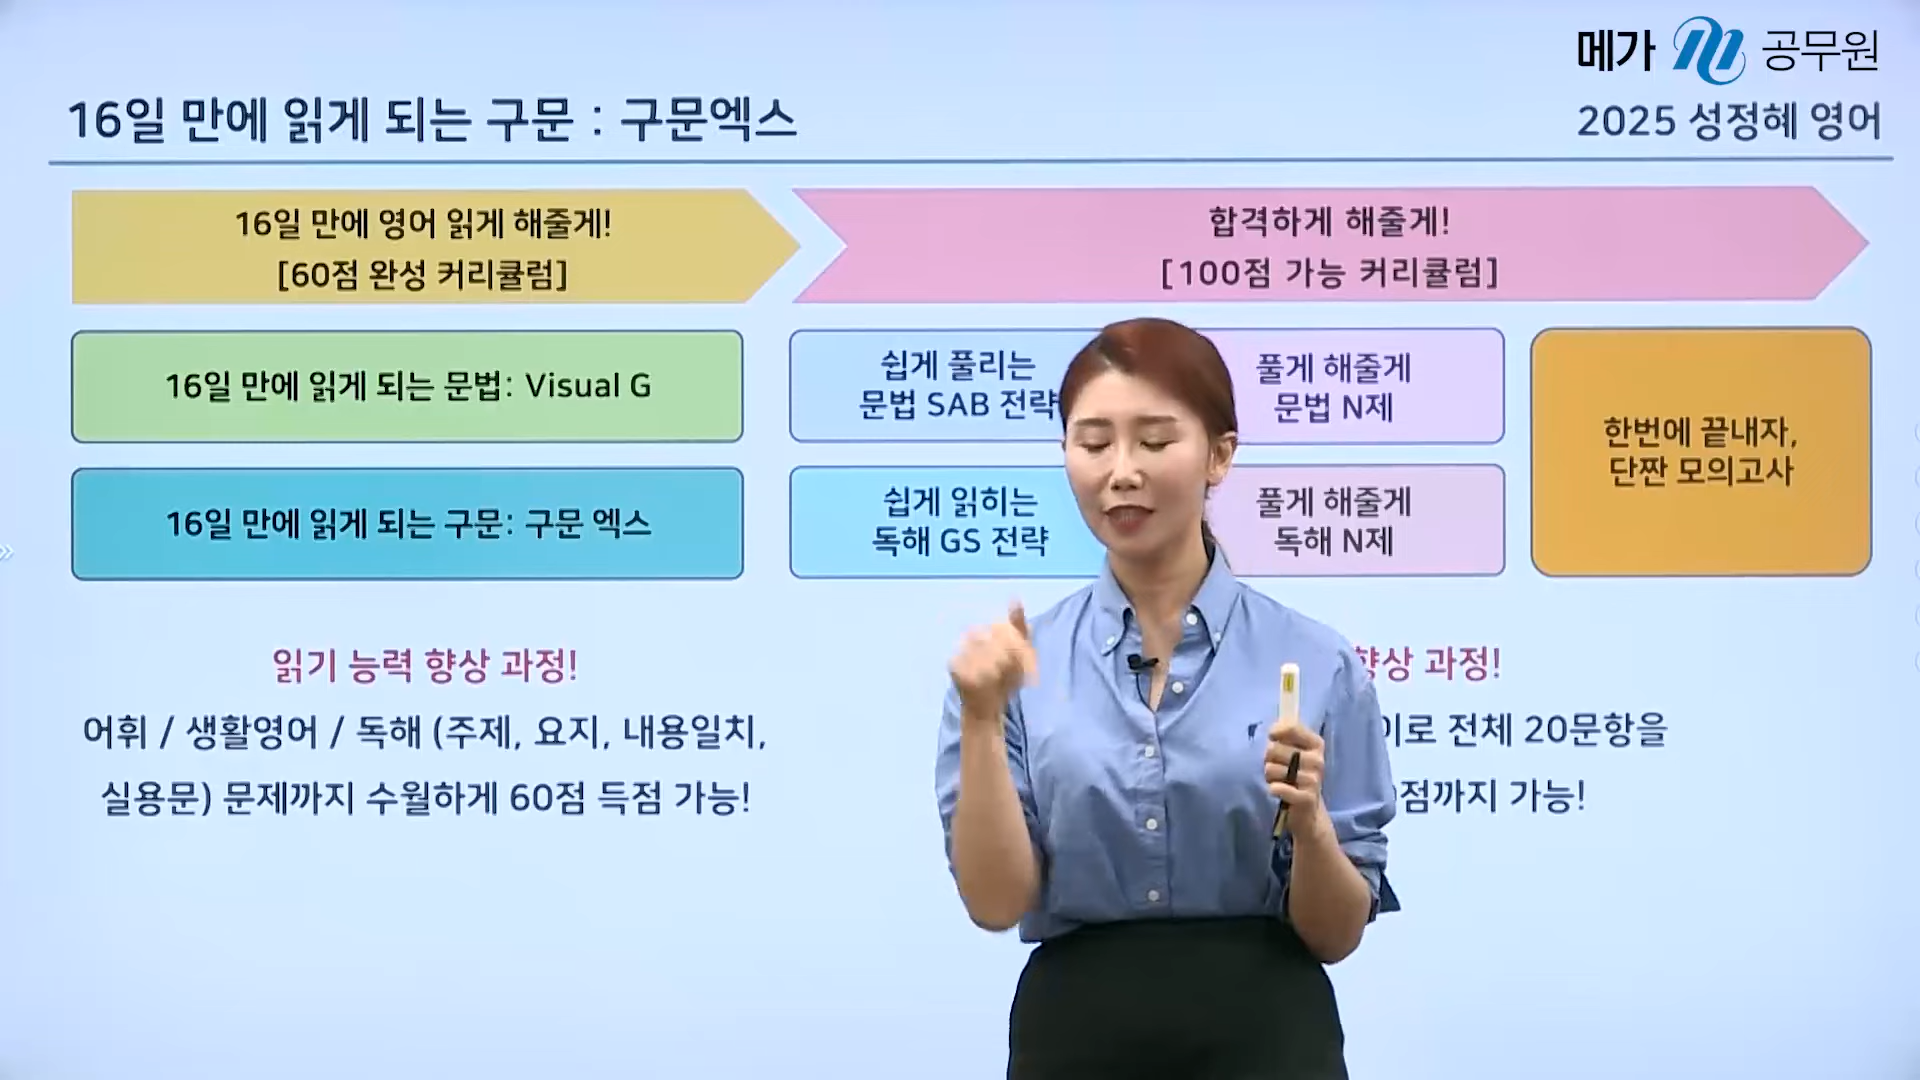 메가 공무원
16일 만에 읽게 되는 구문 : 구문엑스
2025 성정혜 영어
16일 만에 영어 읽게 해줄게!
[60점 완성 커리큘럼]
합격하게 해줄게!
[100점 가능 커리큘럼]
16일 만에 읽게 되는 문법: Visual G
쉽게 풀리는
문법 SAB 전략
풀게 해줄게
문법 N제
한번에 끝내자,
단짠 모의고사
16일 만에 읽게 되는 구문: 구문 엑스
쉽게 읽히는
독해 GS 전략
풀게 해줄게
독해 N제
읽기 능력 향상 과정!
어휘 / 생활영어 / 독해 (주제, 요지, 내용일치,
실용문) 문제까지 수월하게 60점 득점 가능!
향상 과정!
전체 20문항을
점까지 가능!